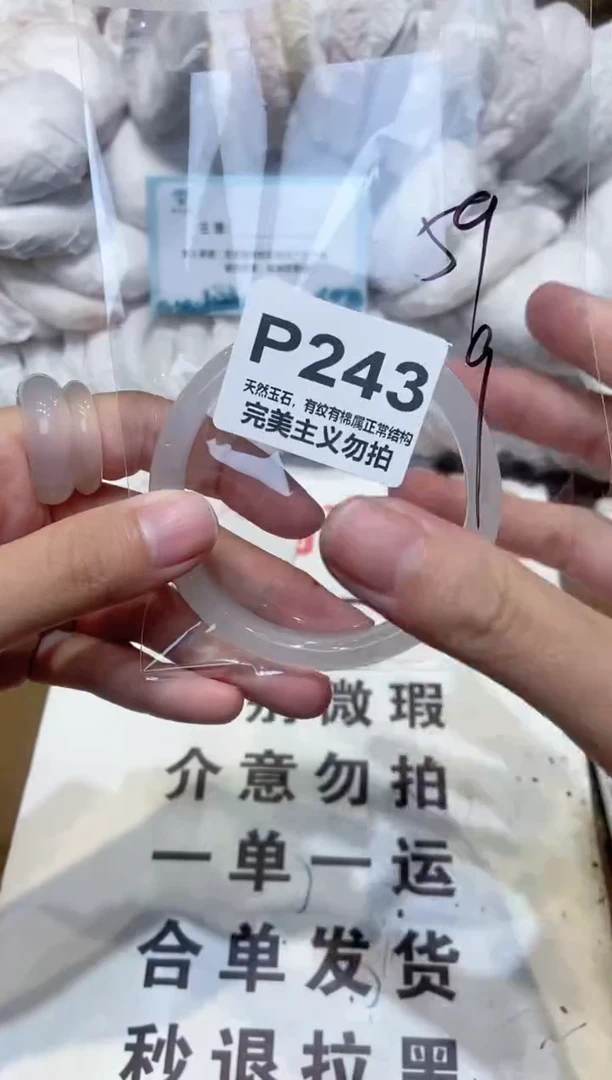 59
9
P243
天然玉石，有纹有棉属正常结构
完美主义勿拍
微瑕
介意勿拍
一单一运
合单发货
秒退拉黑